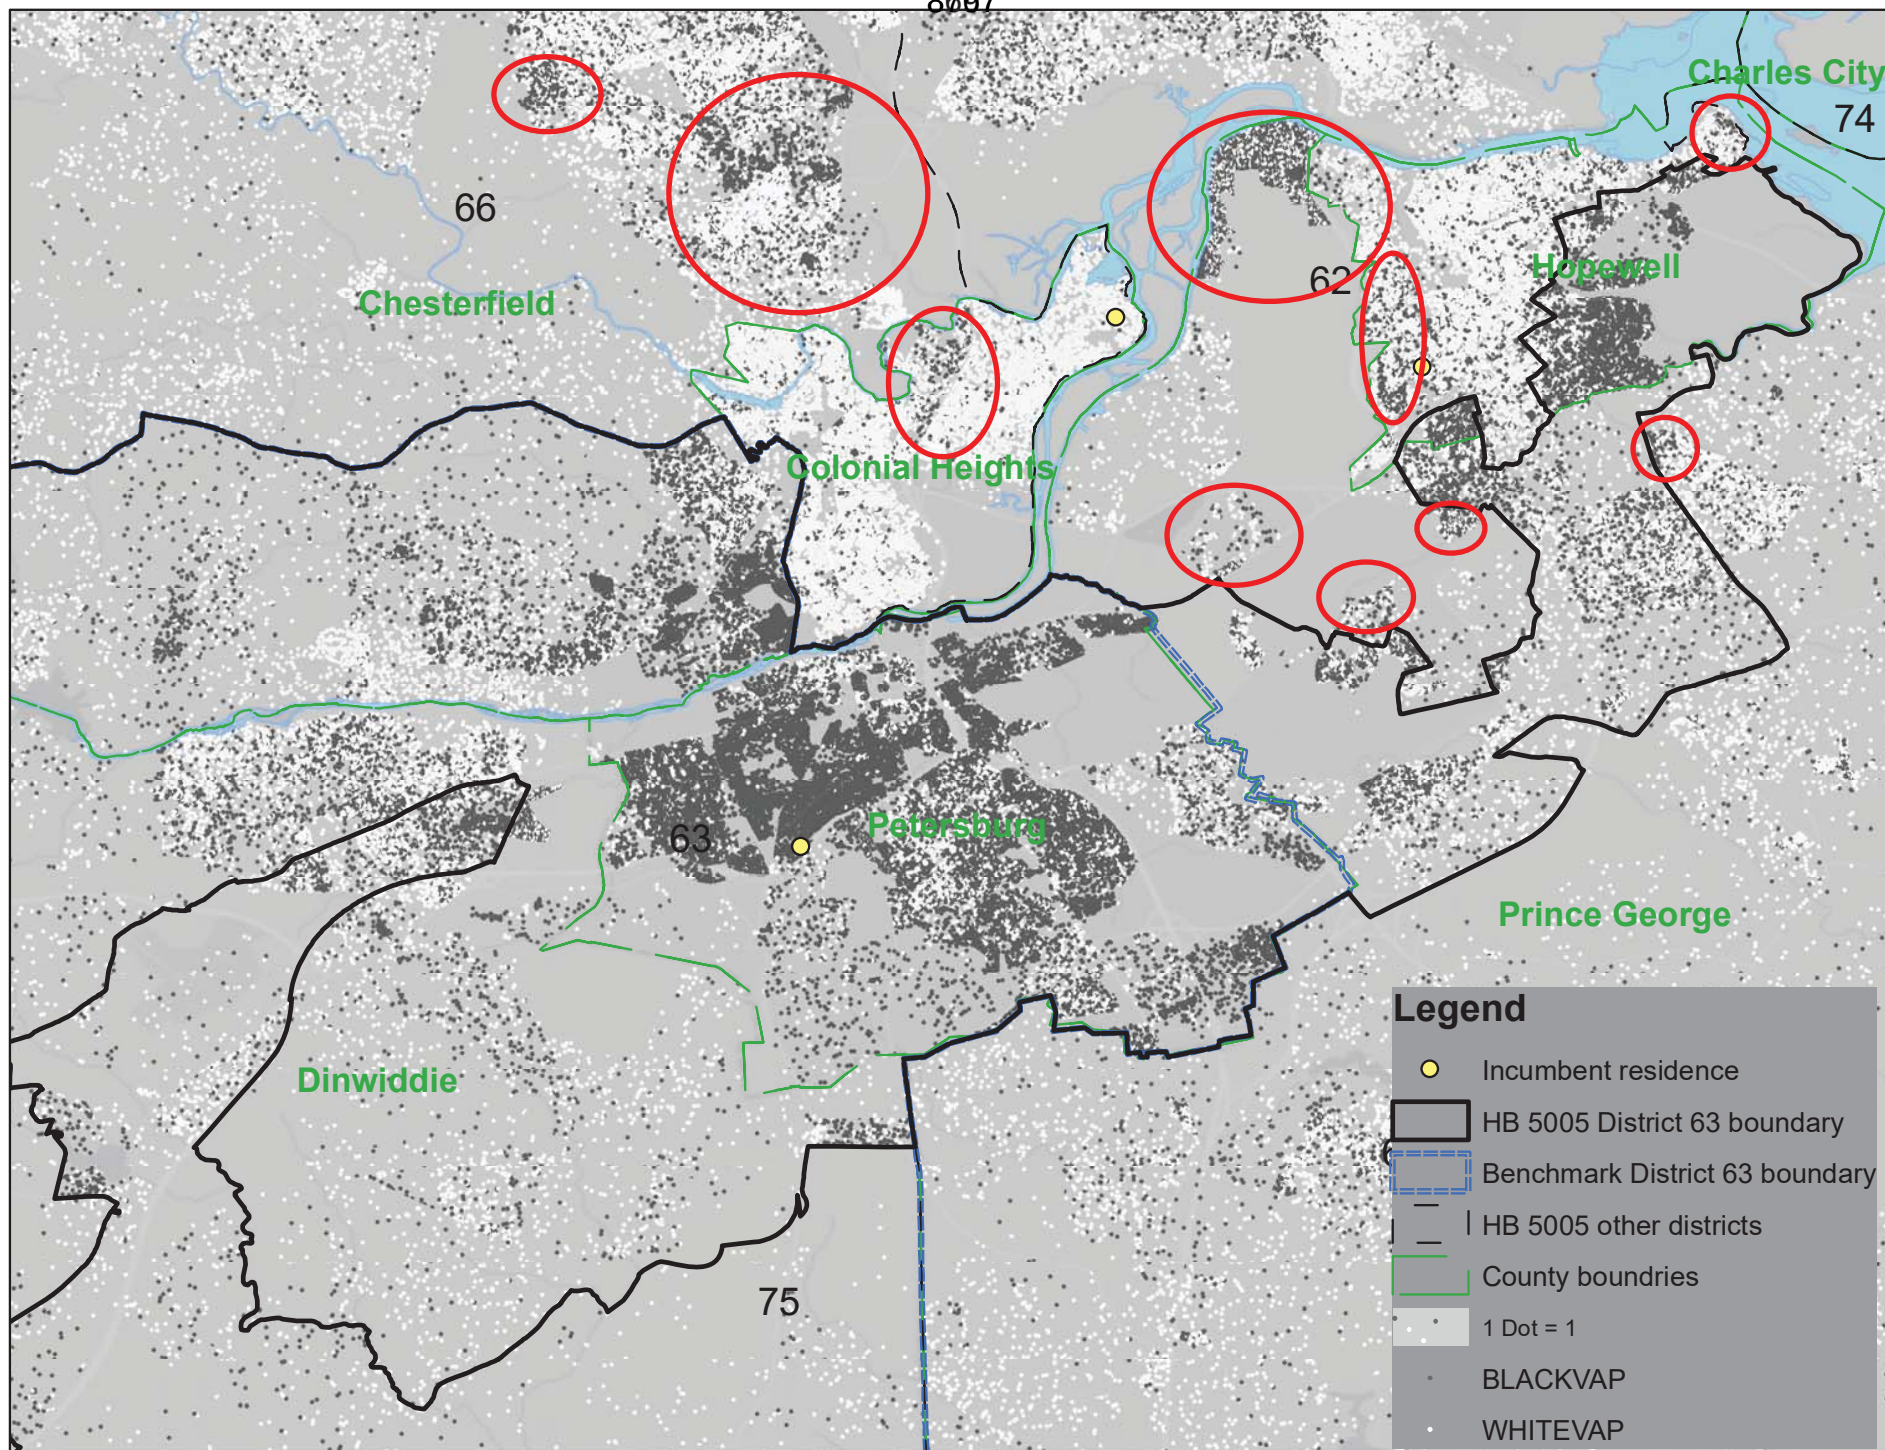 Charles City
74
66
62
Hopewell
Chesterfield
Colonial Heights
63
Petersburg
Prince George
Dinwiddie
75
Legend
Incumbent residence
HB 5005 District 63 boundary
Benchmark District 63 boundary
HB 5005 other districts
County boundries
1 Dot = 1
BLACKVAP
WHITEVAP